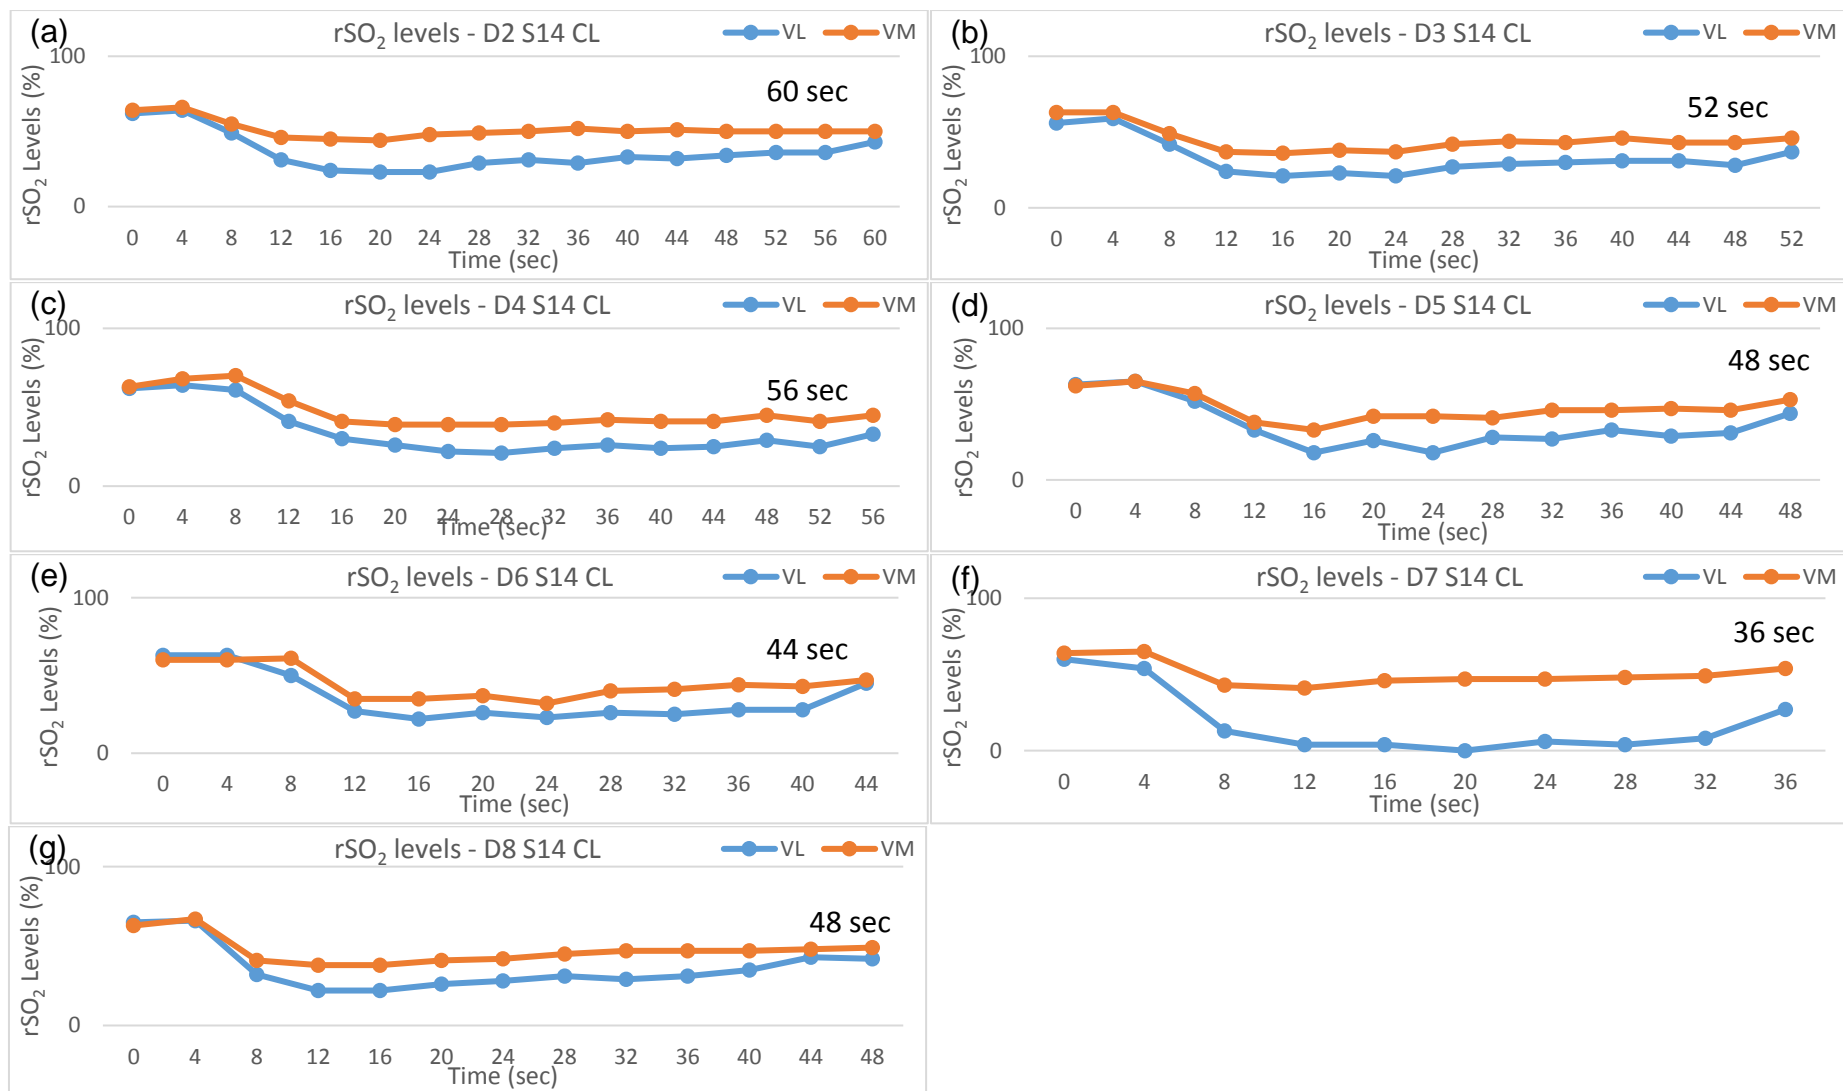 (a)
rSO₂ levels - D2 S14 CL
VL VM
100
60 sec
0
rSO₂ Levels (%)
0 4 8 12 16 20 24 28 32 36 40 44 48 52 56 60
Time (sec)
(b)
rSO₂ levels - D3 S14 CL
VL VM
100
52 sec
0
rSO₂ Levels (%)
0 4 8 12 16 20 24 28 32 36 40 44 48 52
Time (sec)
(c)
rSO₂ levels - D4 S14 CL
VL VM
100
56 sec
0
rSO₂ Levels (%)
0 4 8 12 16 20 24 28 32 36 40 44 48 52 56
Time (sec)
(d)
rSO₂ levels - D5 S14 CL
VL VM
100
48 sec
0
rSO₂ Levels (%)
0 4 8 12 16 20 24 28 32 36 40 44 48
Time (sec)
(e)
rSO₂ levels - D6 S14 CL
VL VM
100
44 sec
0
rSO₂ Levels (%)
0 4 8 12 16 20 24 28 32 36 40 44
Time (sec)
(f)
rSO₂ levels - D7 S14 CL
VL VM
100
36 sec
0
rSO₂ Levels (%)
0 4 8 12 16 20 24 28 32 36
Time (sec)
(g)
rSO₂ levels - D8 S14 CL
VL VM
100
48 sec
0
rSO₂ Levels (%)
0 4 8 12 16 20 24 28 32 36 40 44 48
Time (sec)